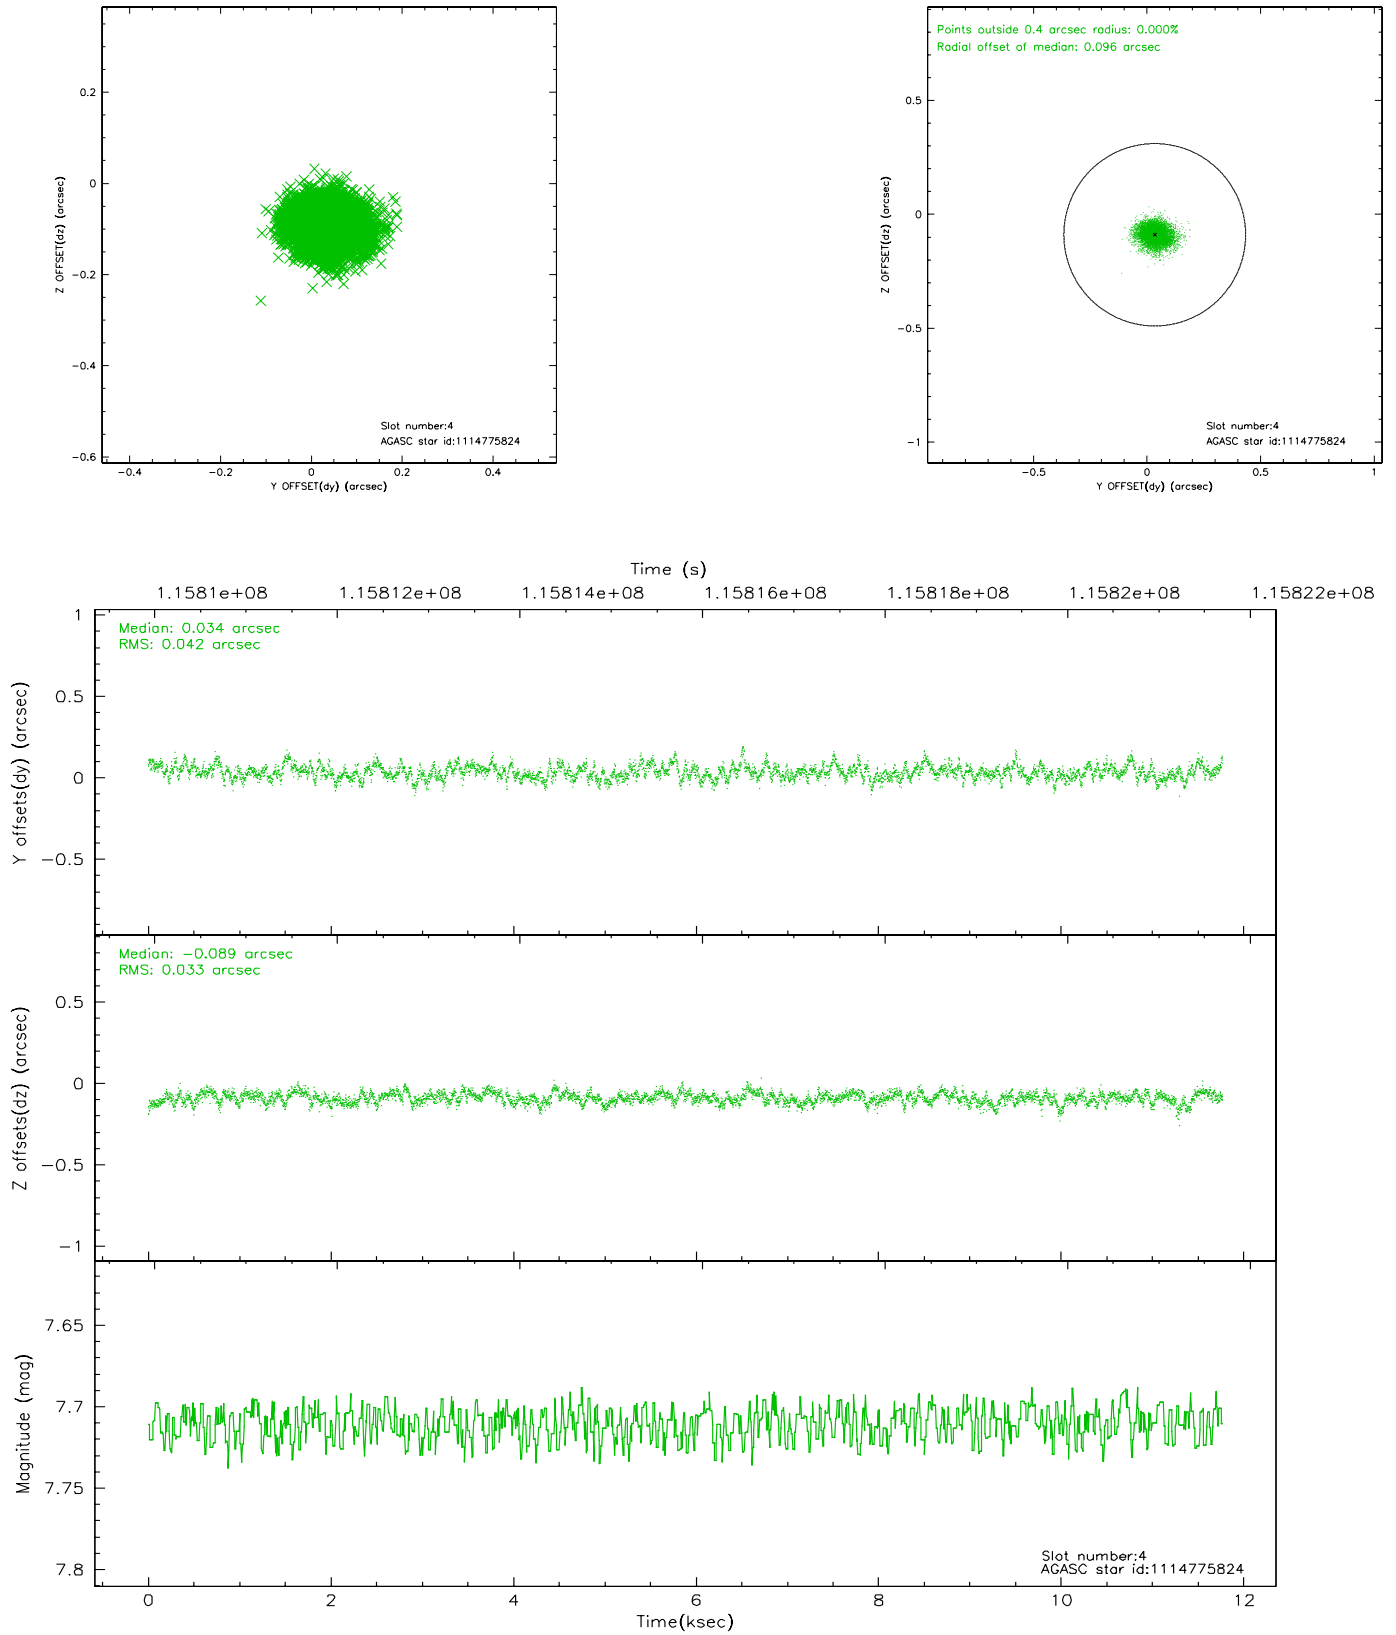 0.2
0
−0.2
−0.4
−0.6
Z OFFSET(dz) (arcsec)
Slot number:4
AGASC star id:1114775824
−0.4
−0.2
0
0.2
0.4
Y OFFSET(dy) (arcsec)
Points outside 0.4 arcsec radius: 0.000%
Radial offset of median: 0.096 arcsec
0.5
0
−0.5
−1
Z OFFSET(dz) (arcsec)
Slot number:4
AGASC star id:1114775824
−0.5
0
0.5
1
Y OFFSET(dy) (arcsec)
Time (s)
1.1581e+08
1.15812e+08
1.15814e+08
1.15816e+08
1.15818e+08
1.1582e+08
1.15822e+08
Median: 0.034 arcsec
RMS: 0.042 arcsec
1
0.5
0
−0.5
Y offsets(dy) (arcsec)
Median: −0.089 arcsec
RMS: 0.033 arcsec
0.5
0
−0.5
−1
Z offsets(dz) (arcsec)
7.65
7.7
7.75
7.8
Magnitude (mag)
Slot number:4
AGASC star id:1114775824
0
2
4
6
8
10
12
Time(ksec)